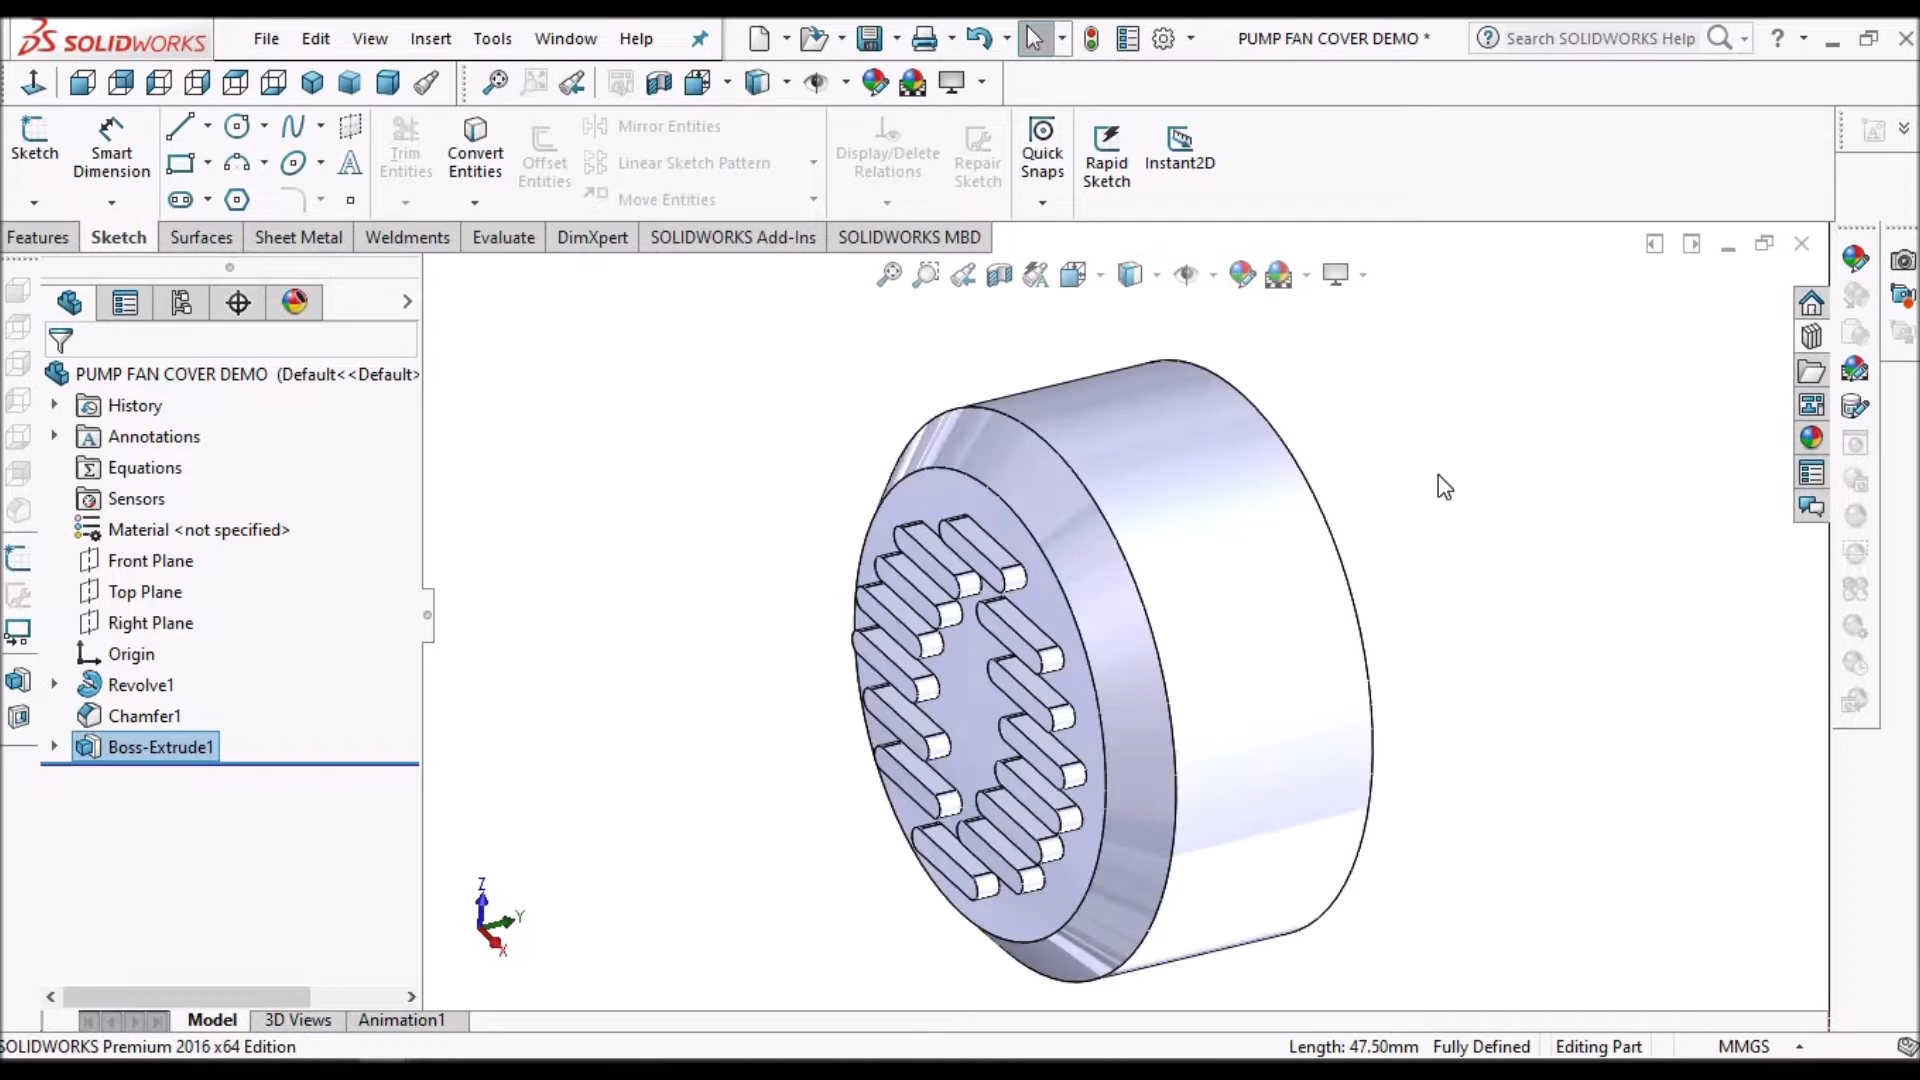 SOLIDWORKS File Edit View Insert Tools Window Help PUMP FAN COVER DEMO * Search SOLIDWORKS Help ?
Sketch Smart Dimension Trim Entities Convert Entities Offset Entities Mirror Entities Linear Sketch Pattern Move Entities Display/Delete Relations Repair Sketch Quick Snaps Rapid Sketch Instant2D
Features Sketch Surfaces Sheet Metal Weldments Evaluate DimXpert SOLIDWORKS Add-Ins SOLIDWORKS MBD
PUMP FAN COVER DEMO (Default<<Default>
History
Annotations
Equations
Sensors
Material <not specified>
Front Plane
Top Plane
Right Plane
Origin
Revolve1
Chamfer1
Boss-Extrude1
Z
Y
X
Model 3D Views Animation1
SOLIDWORKS Premium 2016 x64 Edition Length: 47.50mm Fully Defined Editing Part MMGS